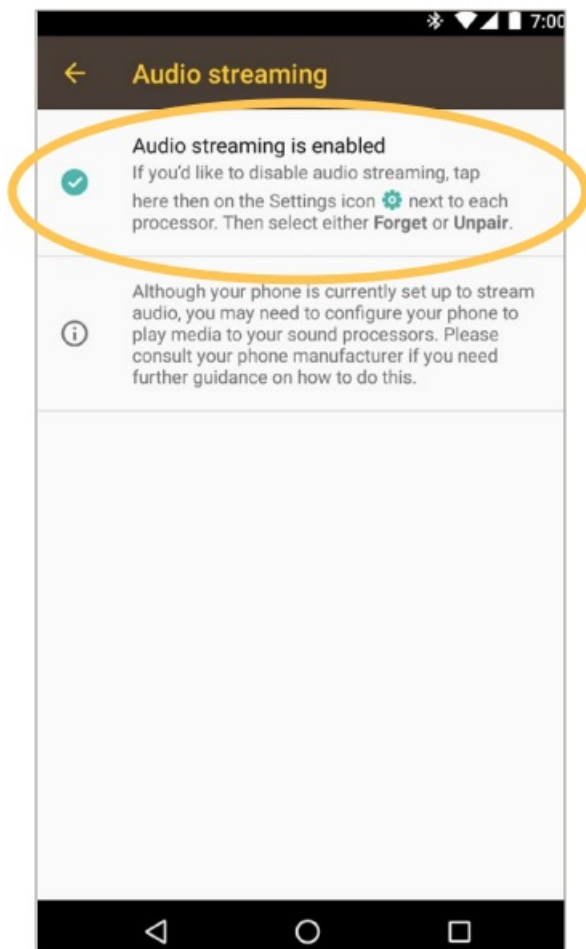 7:00
Audio streaming
Audio streaming is enabled
If you'd like to disable audio streaming, tap
here then on the Settings icon next to each
processor. Then select either Forget or Unpair.
Although your phone is currently set up to stream
audio, you may need to configure your phone to
play media to your sound processors. Please
consult your phone manufacturer if you need
further guidance on how to do this.